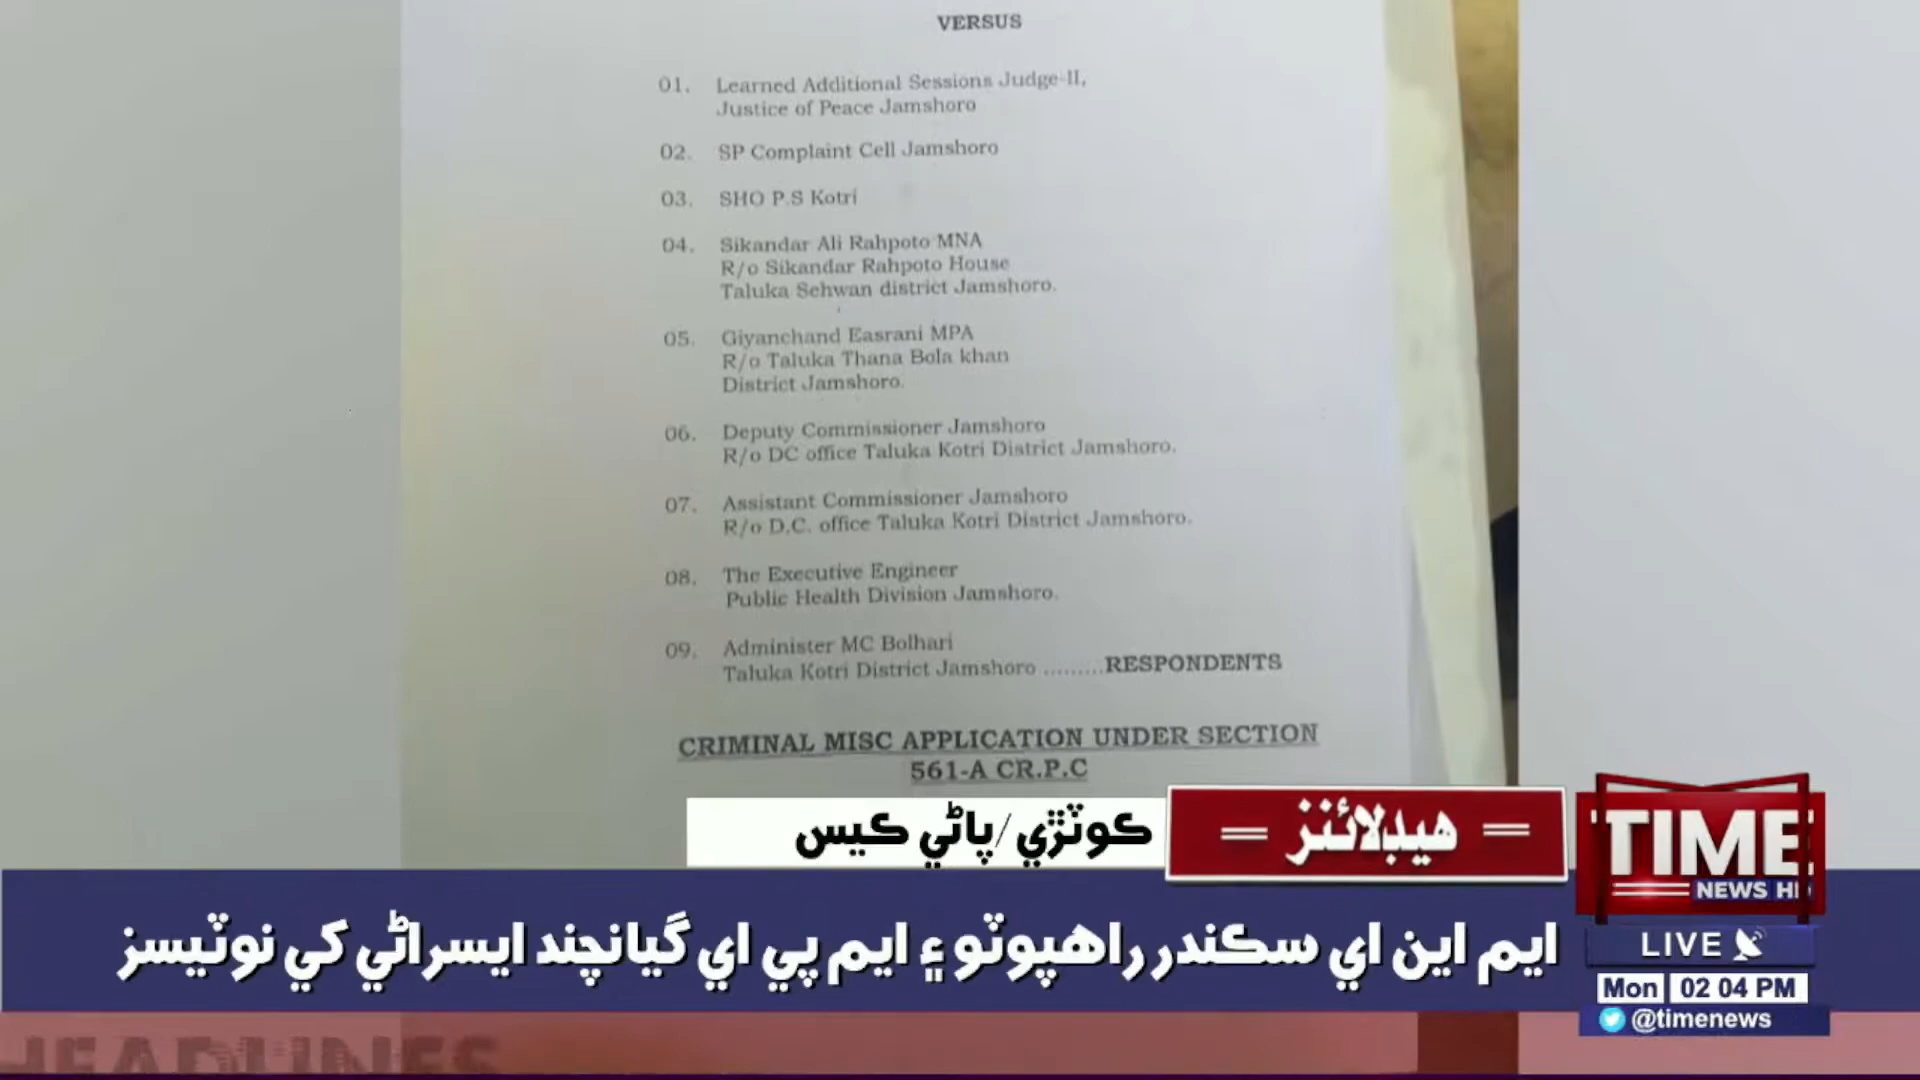 VERSUS
01. Learned Additional Sessions Judge-II,
Justice of Peace Jamshoro
02. SP Complaint Cell Jamshoro
03. SHO P.S Kotri
04. Sikandar Ali Rahpoto MNA
R/o Sikandar Rahpoto House
Taluka Sehwan district Jamshoro.
05. Giyanchand Easrani MPA
R/o Taluka Thana Bola khan
District Jamshoro.
06. Deputy Commissioner Jamshoro
R/o DC office Taluka Kotri District Jamshoro.
07. Assistant Commissioner Jamshoro
R/o D.C. office Taluka Kotri District Jamshoro.
08. The Executive Engineer
Public Health Division Jamshoro.
09. Administer MC Bolhari
Taluka Kotri District Jamshoro .........RESPONDENTS
CRIMINAL MISC APPLICATION UNDER SECTION
561-A CR.P.C
هيڊلائنز
ڪوٽڙي/پاڻي ڪيس
ايم اين اي سڪندر راهپوٽو ۽ ايم پي اي گيانچند ايسراڻي کي نوٽيسز
TIME
NEWS HD
LIVE
Mon 02 04 PM
@timenews
HEADLINES